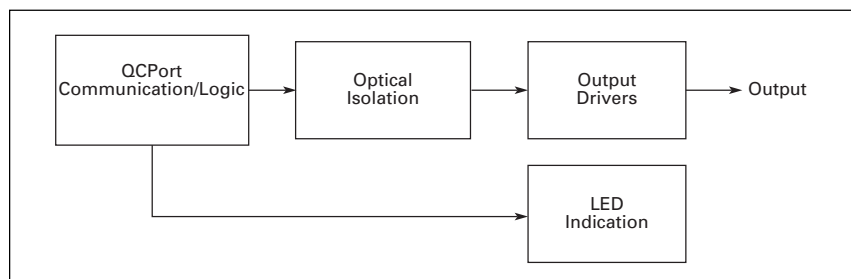 QCPort
Communication/Logic
Optical
Isolation
Output
Drivers
Output
LED
Indication